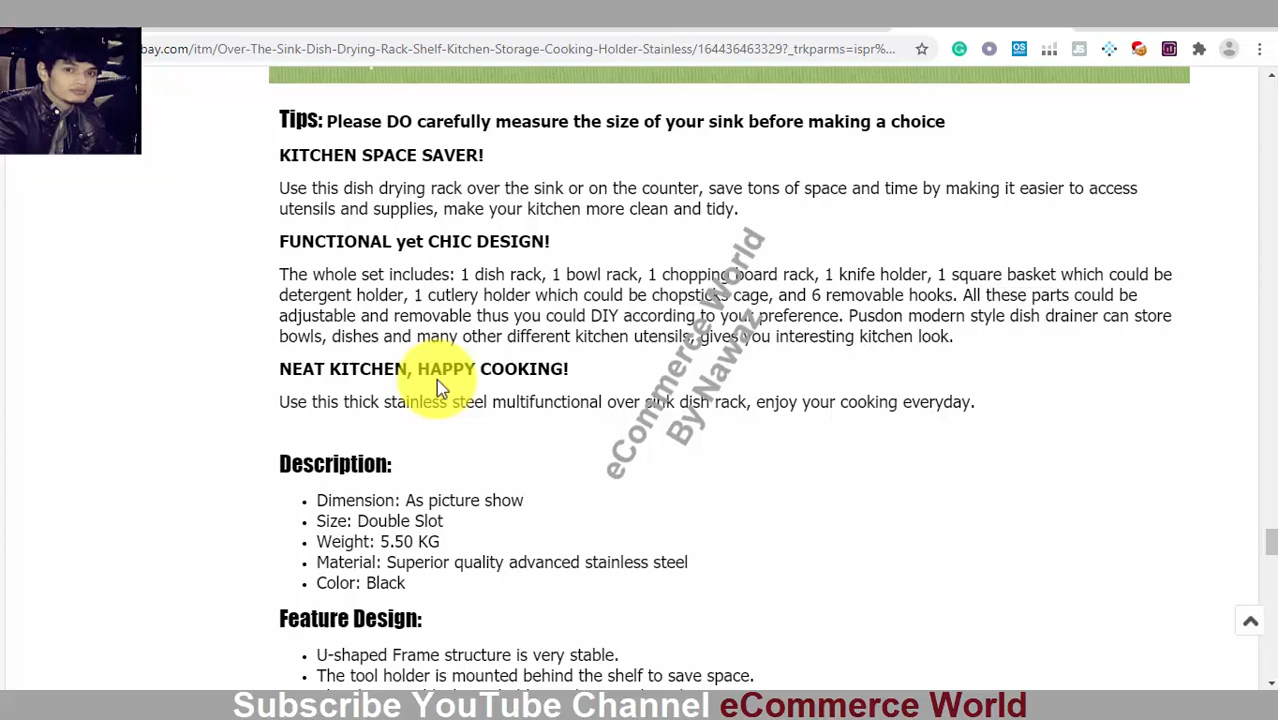 bay.com/itm/Over-The-Sink-Dish-Drying-Rack-Shelf-Kitchen-Storage-Cooking-Holder-Stainless/164436463329?_trkparms=ispr%...
Tips: Please DO carefully measure the size of your sink before making a choice
KITCHEN SPACE SAVER!
Use this dish drying rack over the sink or on the counter, save tons of space and time by making it easier to access
utensils and supplies, make your kitchen more clean and tidy.
FUNCTIONAL yet CHIC DESIGN!
The whole set includes: 1 dish rack, 1 bowl rack, 1 chopping board rack, 1 knife holder, 1 square basket which could be
detergent holder, 1 cutlery holder which could be chopsticks cage, and 6 removable hooks. All these parts could be
adjustable and removable thus you could DIY according to your preference. Pusdon modern style dish drainer can store
bowls, dishes and many other different kitchen utensils, gives you interesting kitchen look.
NEAT KITCHEN, HAPPY COOKING!
Use this thick stainless steel multifunctional over sink dish rack, enjoy your cooking everyday.
eCommerce World
By Nawaz
Description:
• Dimension: As picture show
• Size: Double Slot
• Weight: 5.50 KG
• Material: Superior quality advanced stainless steel
• Color: Black
Feature Design:
• U-shaped Frame structure is very stable.
• The tool holder is mounted behind the shelf to save space.
Subscribe YouTube Channel eCommerce World